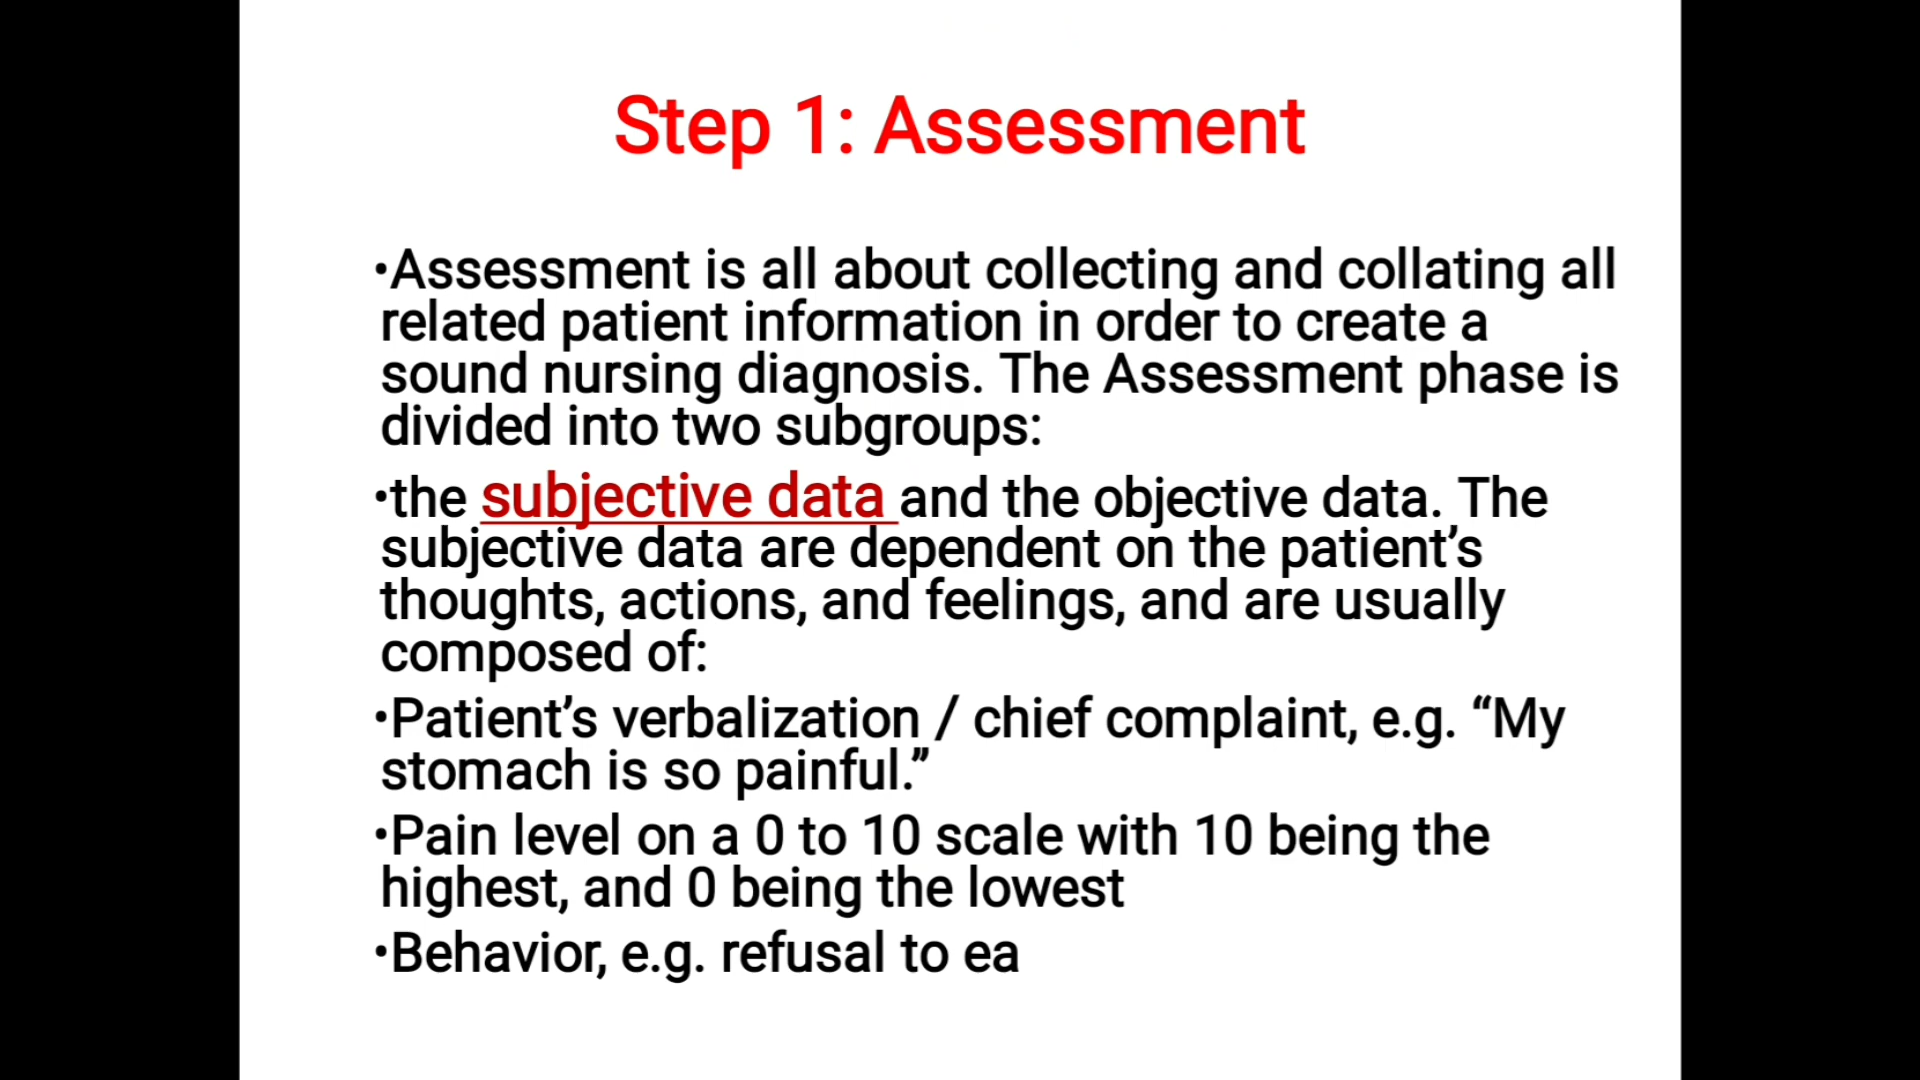 Step 1: Assessment
•Assessment is all about collecting and collating all
related patient information in order to create a
sound nursing diagnosis. The Assessment phase is
divided into two subgroups:
•the subjective data and the objective data. The
subjective data are dependent on the patient’s
thoughts, actions, and feelings, and are usually
composed of:
•Patient’s verbalization / chief complaint, e.g. “My
stomach is so painful.”
•Pain level on a 0 to 10 scale with 10 being the
highest, and 0 being the lowest
•Behavior, e.g. refusal to ea